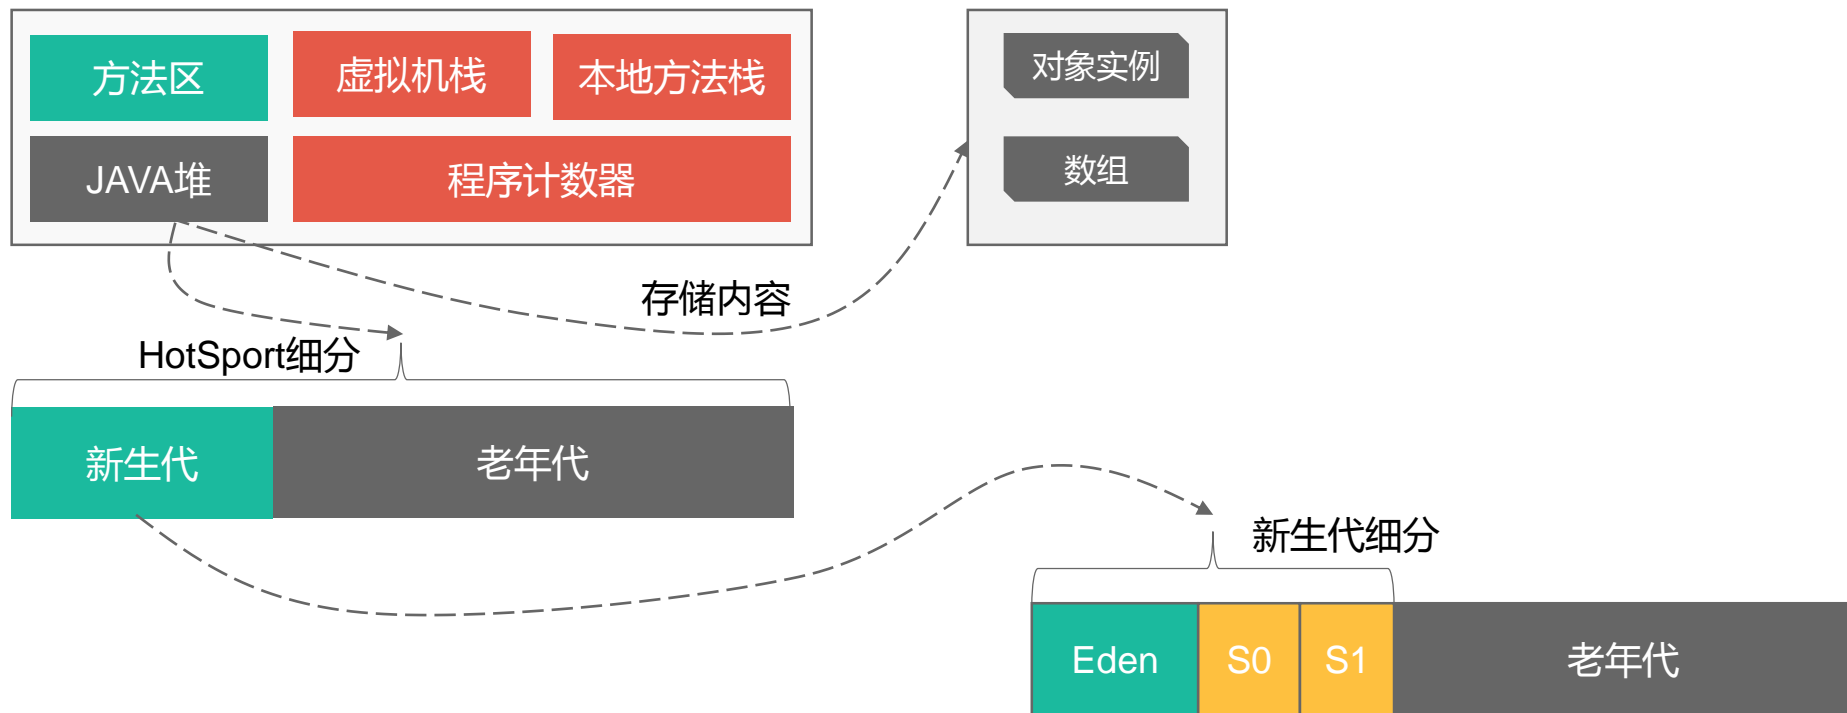 方法区
虚拟机栈
本地方法栈
JAVA堆
程序计数器
对象实例
数组
存储内容
HotSport细分
新生代
老年代
新生代细分
Eden
S0
S1
老年代